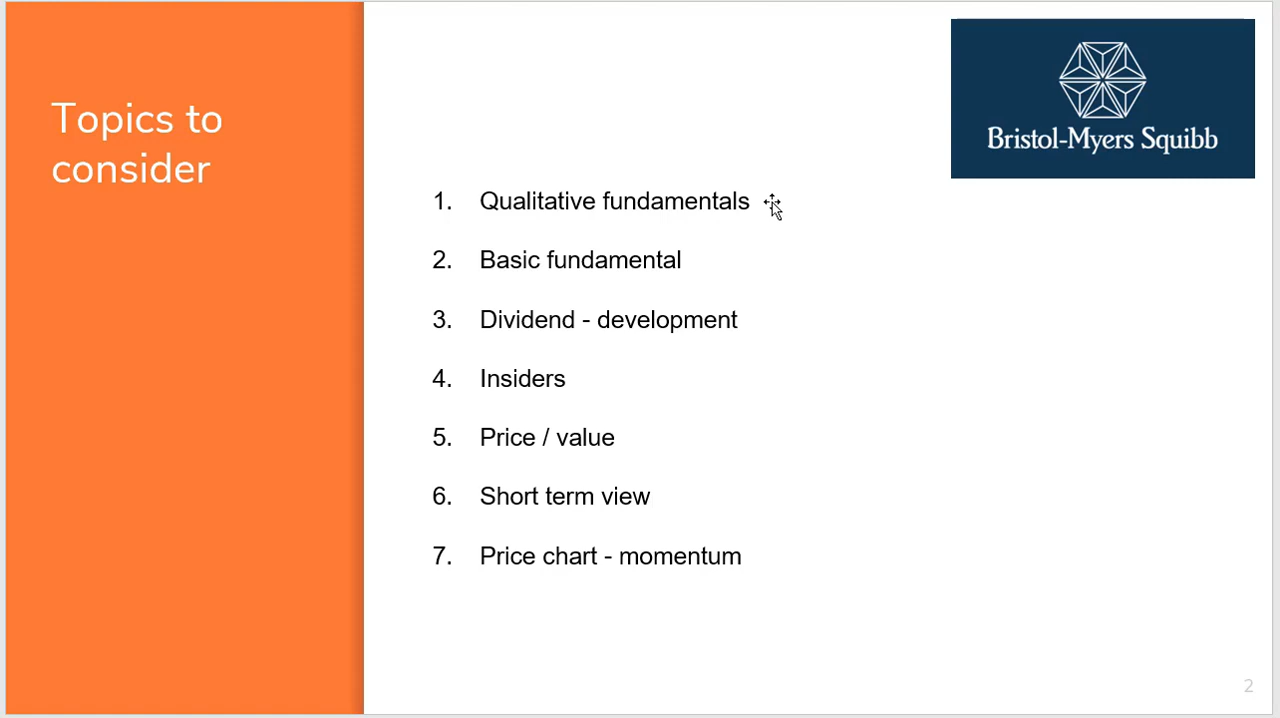 Topics to
consider
Bristol-Myers Squibb
1. Qualitative fundamentals
2. Basic fundamental
3. Dividend - development
4. Insiders
5. Price / value
6. Short term view
7. Price chart - momentum
2